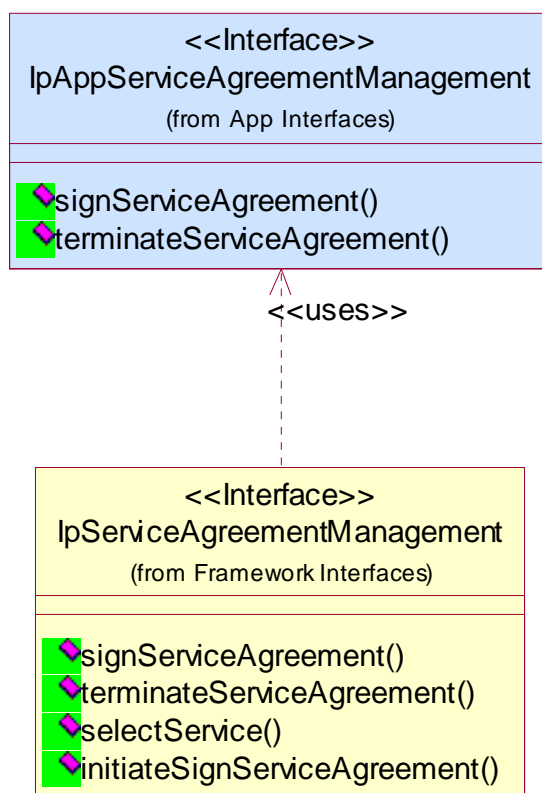 <<Interface>>
IpAppServiceAgreementManagement
(from App Interfaces)
signServiceAgreement()
terminateServiceAgreement()
<<uses>>
<<Interface>>
IpServiceAgreementManagement
(from Framework Interfaces)
signServiceAgreement()
terminateServiceAgreement()
selectService()
initiateSignServiceAgreement()